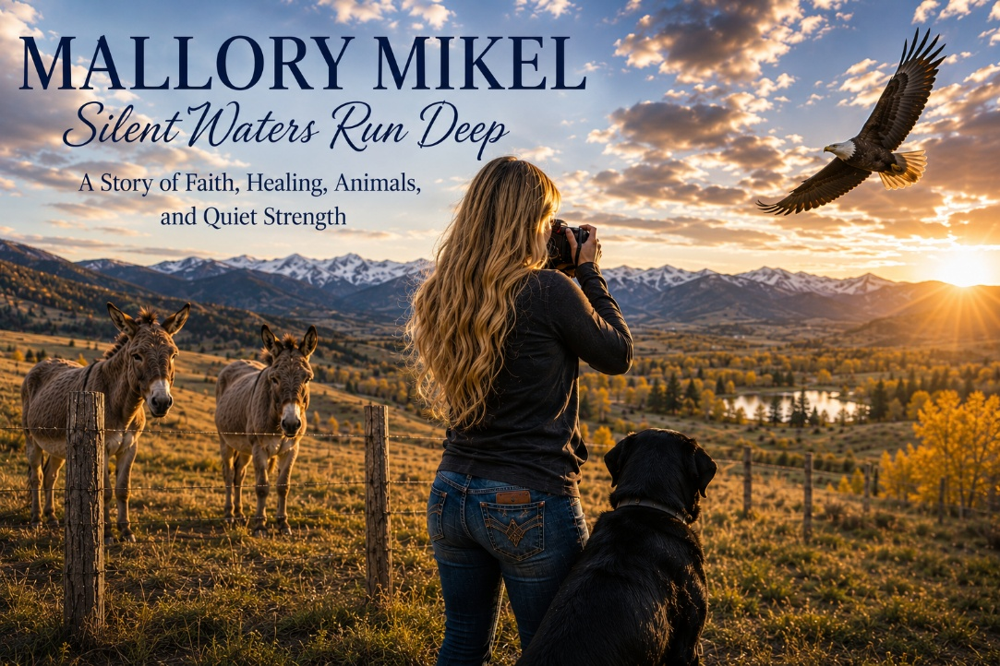 MALLORY MIKEL
Silent Waters Run Deep
A Story of Faith, Healing, Animals,
and Quiet Strength